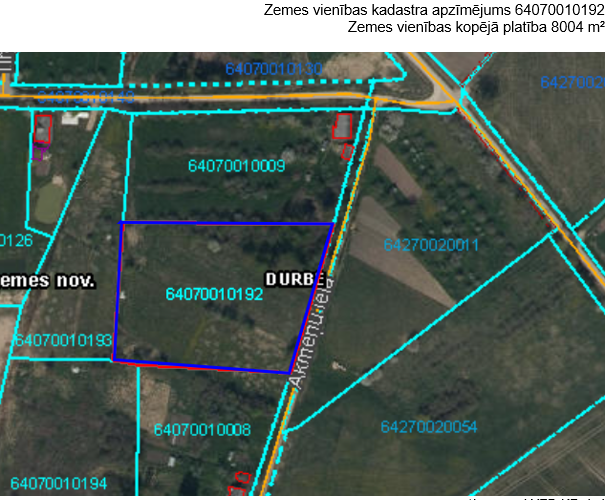 Zemes vienības kadastra apzīmējums 64070010192
Zemes vienības kopējā platība 8004 m²
64070010130
64070010009
64270020011
0126
emes nov.
DURBE
64070010192
Akmeņu iela
64070010193
64070010008
64270020054
64070010194